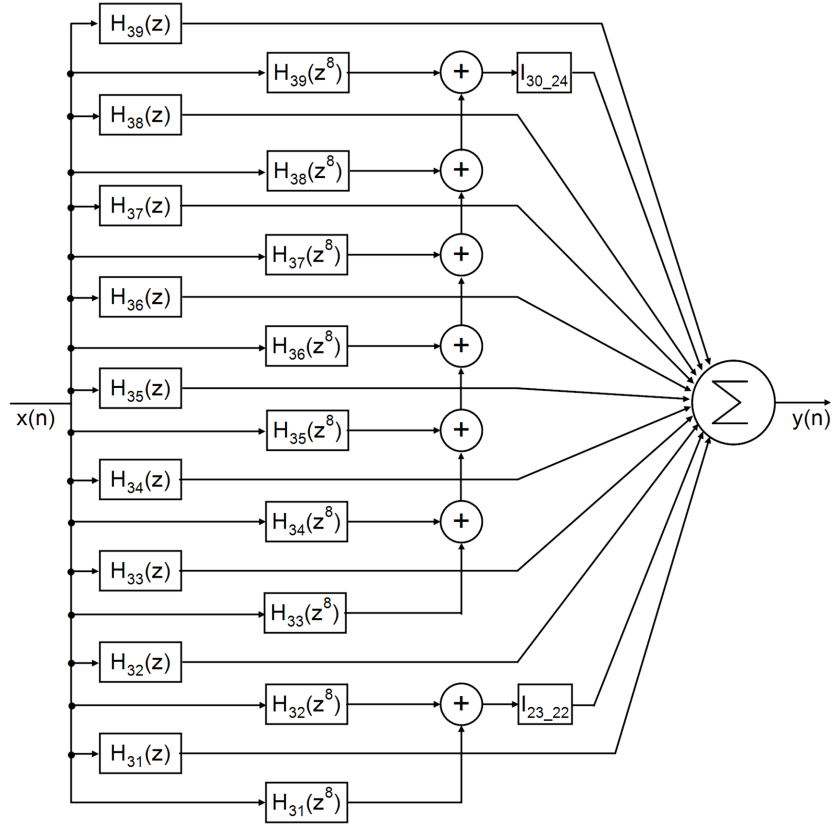 H₃₉(z)
H₃₉(z⁸)
+
I₃₀_₂₄
H₃₈(z)
H₃₈(z⁸)
+
H₃₇(z)
H₃₇(z⁸)
+
H₃₆(z)
H₃₆(z⁸)
+
H₃₅(z)
x(n)
∑
y(n)
H₃₅(z⁸)
+
H₃₄(z)
H₃₄(z⁸)
+
H₃₃(z)
H₃₃(z⁸)
H₃₂(z)
H₃₂(z⁸)
+
I₂₃_₂₂
H₃₁(z)
H₃₁(z⁸)